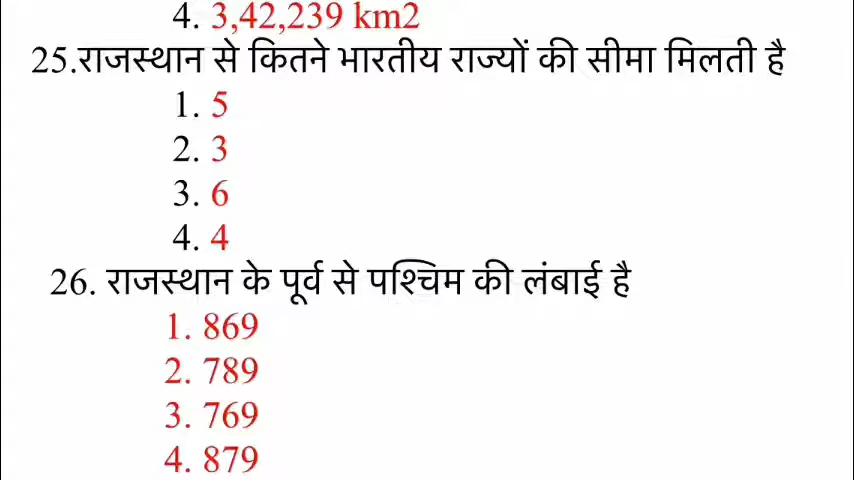 4. 3,42,239 km2
25.राजस्थान से कितने भारतीय राज्यों की सीमा मिलती है
1. 5
2. 3
3. 6
4. 4
26. राजस्थान के पूर्व से पश्चिम की लंबाई है
1. 869
2. 789
3. 769
4. 879